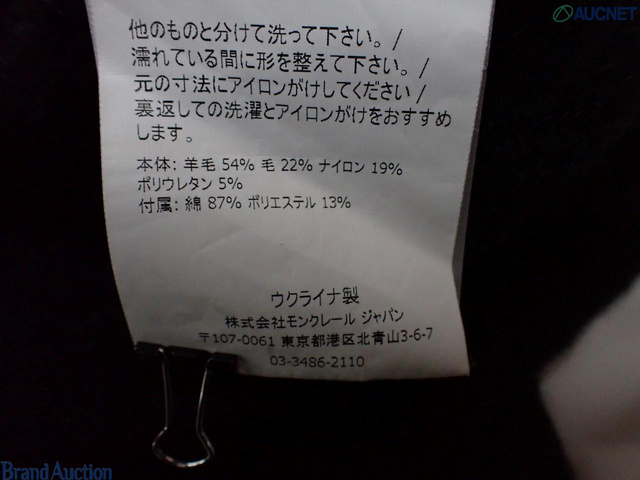 AUCNET
他のものと分けて洗って下さい。/
濡れている間に形を整えて下さい。/
元の寸法にアイロンがけしてください/
裏返しての洗濯とアイロンがけをおすすめ
します。
本体: 羊毛 54% 毛 22% ナイロン 19%
ポリウレタン 5%
付属: 綿 87% ポリエステル 13%
ウクライナ製
株式会社モンクレール ジャパン
〒107-0061 東京都港区北青山3-6-7
03-3486-2110
Brand Auction